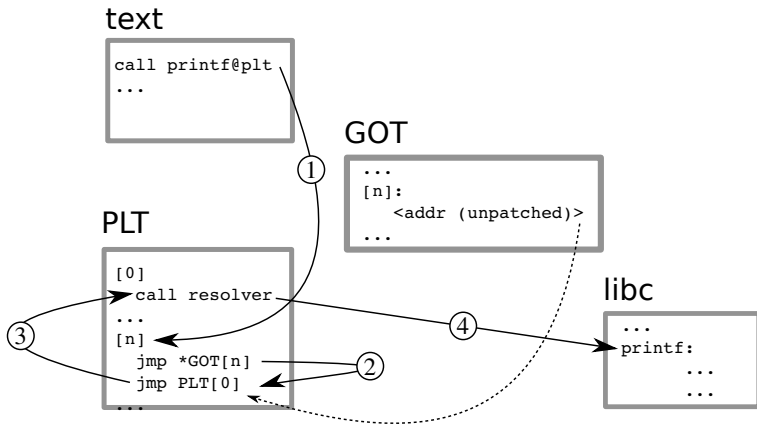 text
call printf@plt
...
GOT
...
[n]:
<addr (unpatched)>
...
1
PLT
[0]
call resolver
...
[n]
jmp *GOT[n]
jmp PLT[0]
...
3
2
4
libc
...
printf:
...
...